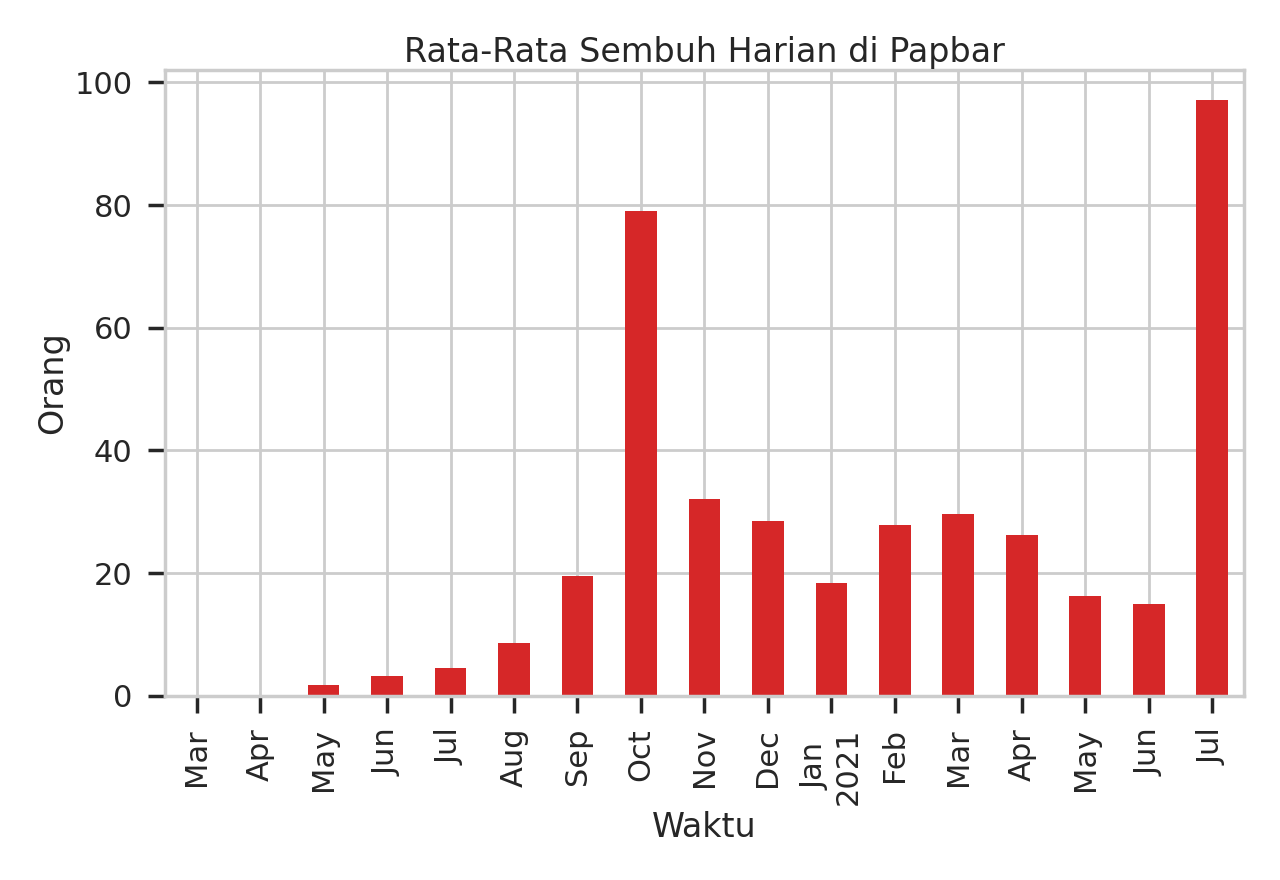 Rata-Rata Sembuh Harian di Papbar
100
80
60
40
20
0
Orang
Mar
Apr
May
Jun
Jul
Aug
Sep
Oct
Nov
Dec
Jan
2021
Feb
Mar
Apr
May
Jun
Jul
Waktu